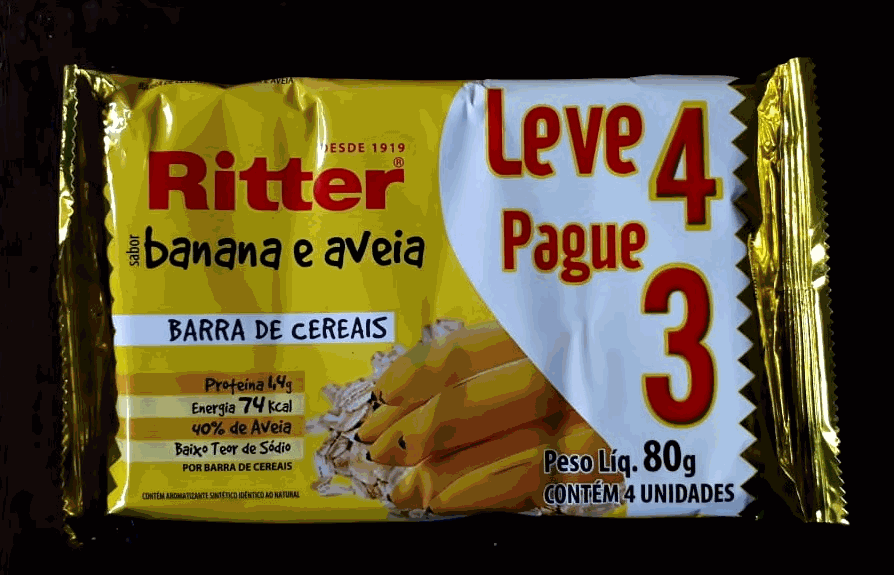 DESDE 1919
Ritter®
sabor
banana e aveia
BARRA DE CEREAIS
Proteína 1,4g
Energia 74 Kcal
40% de Aveia
Baixo Teor de Sódio
POR BARRA DE CEREAIS
CONTÉM AROMATIZANTE SINTÉTICO IDÊNTICO AO NATURAL
Leve 4
Pague 3
Peso Líq. 80g
CONTÉM 4 UNIDADES